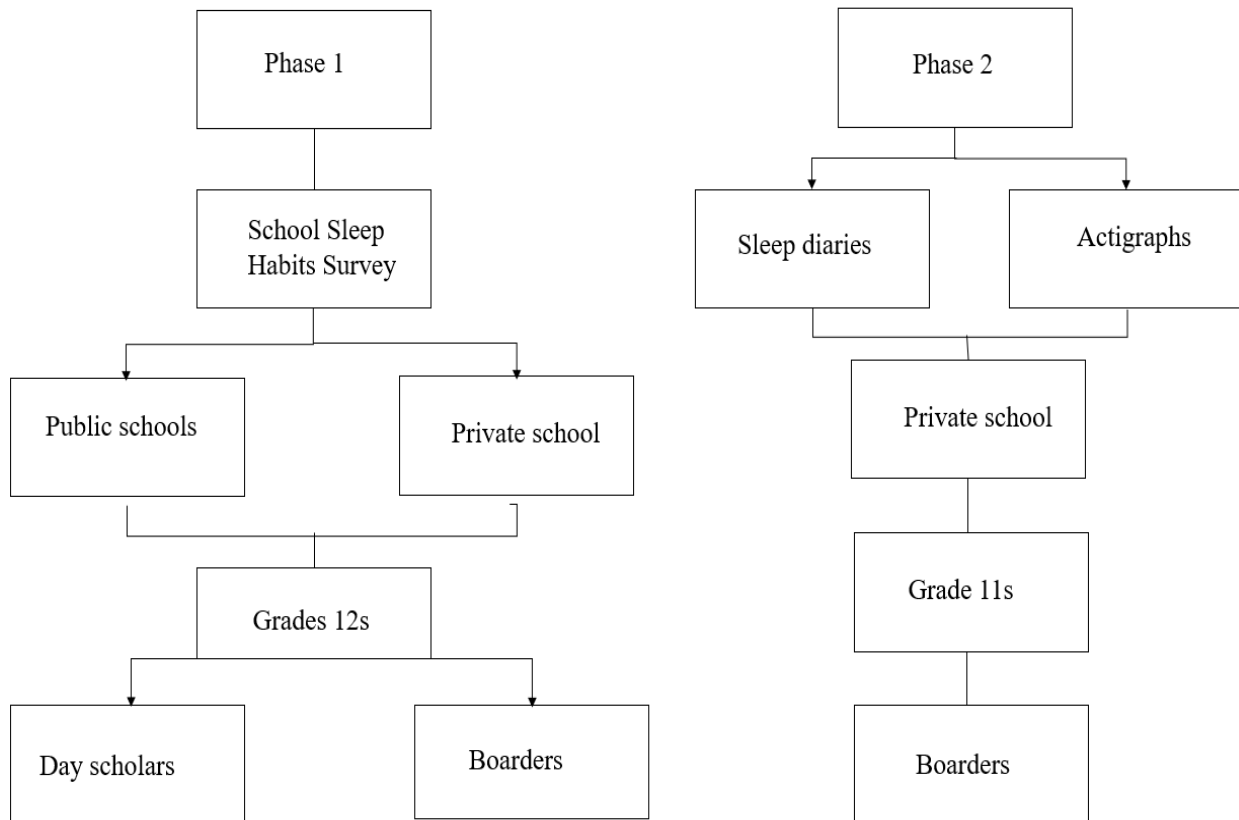 Phase 1
School Sleep
Habits Survey
Public schools
Private school
Grades 12s
Day scholars
Boarders
Phase 2
Sleep diaries
Actigraphs
Private school
Grade 11s
Boarders